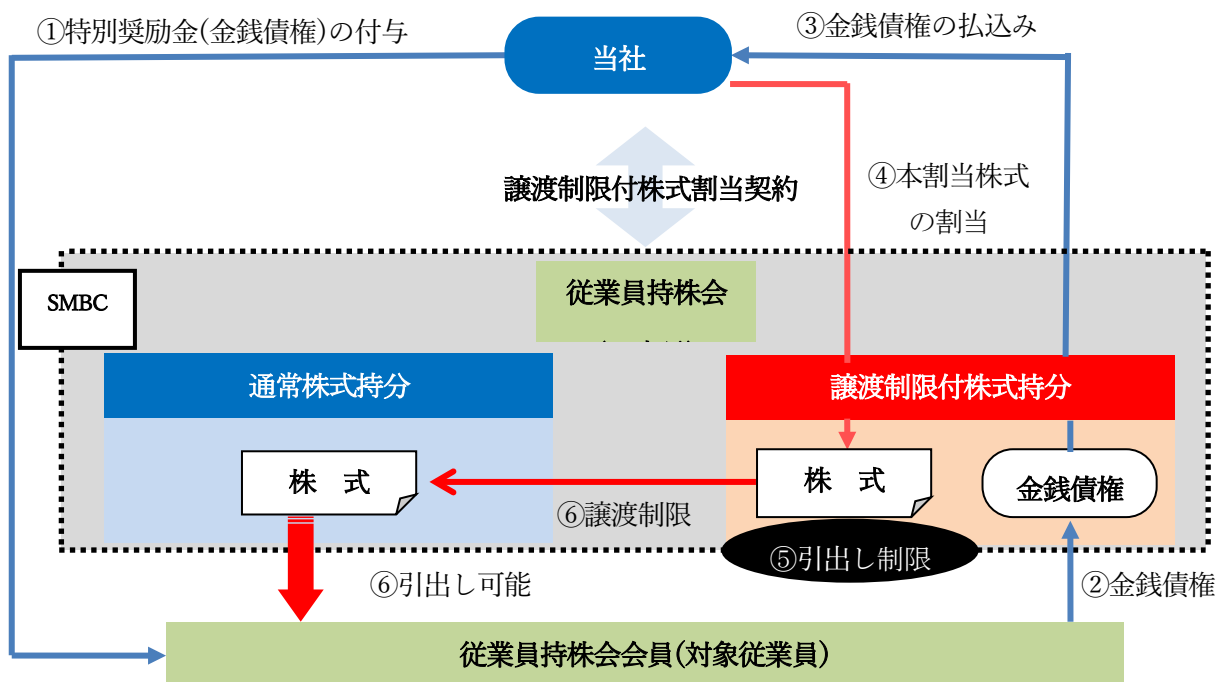 ①特別奨励金(金銭債権)の付与
③金銭債権の払込み
当社
譲渡制限付株式割当契約
④本割当株式
の割当
SMBC
従業員持株会
通常株式持分
譲渡制限付株式持分
株　式
株　式
金銭債権
⑥譲渡制限
⑤引出し制限
⑥引出し可能
②金銭債権
従業員持株会会員(対象従業員)